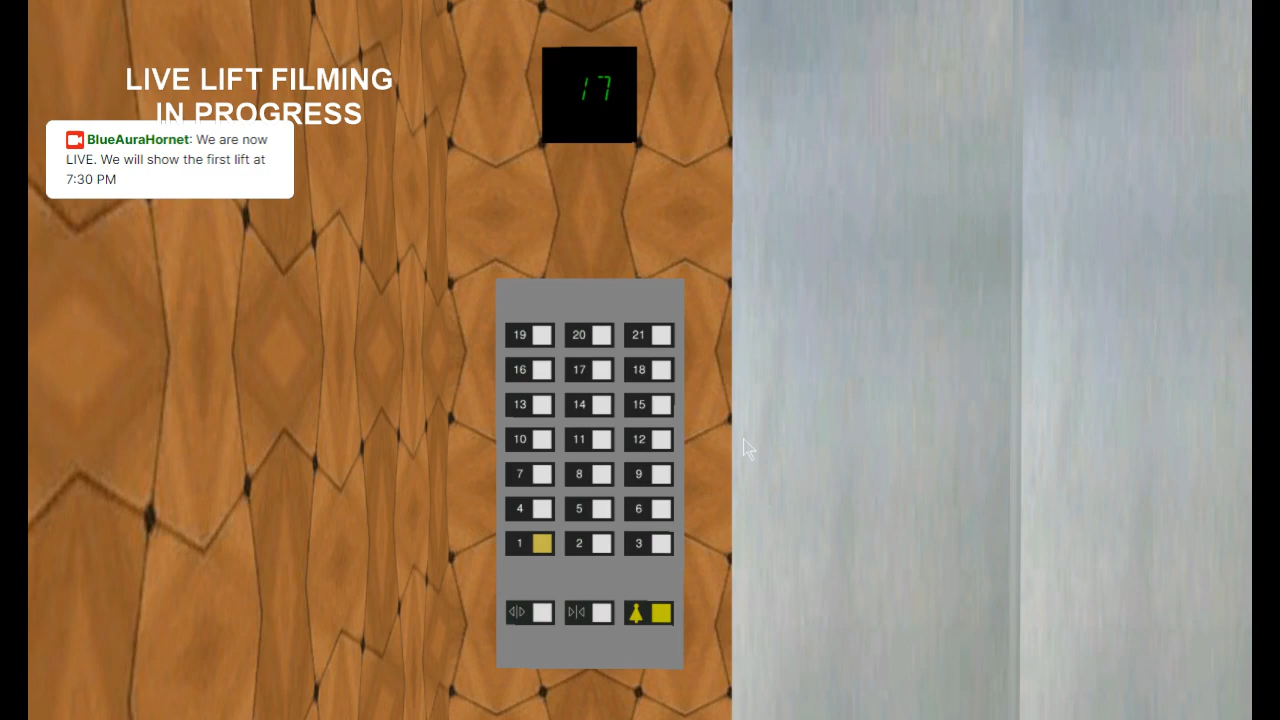 LIVE LIFT FILMING
IN PROGRESS
BlueAuraHornet: We are now
LIVE. We will show the first lift at
7:30 PM
17
19 20 21
16 17 18
13 14 15
10 11 12
7 8 9
4 5 6
1 2 3